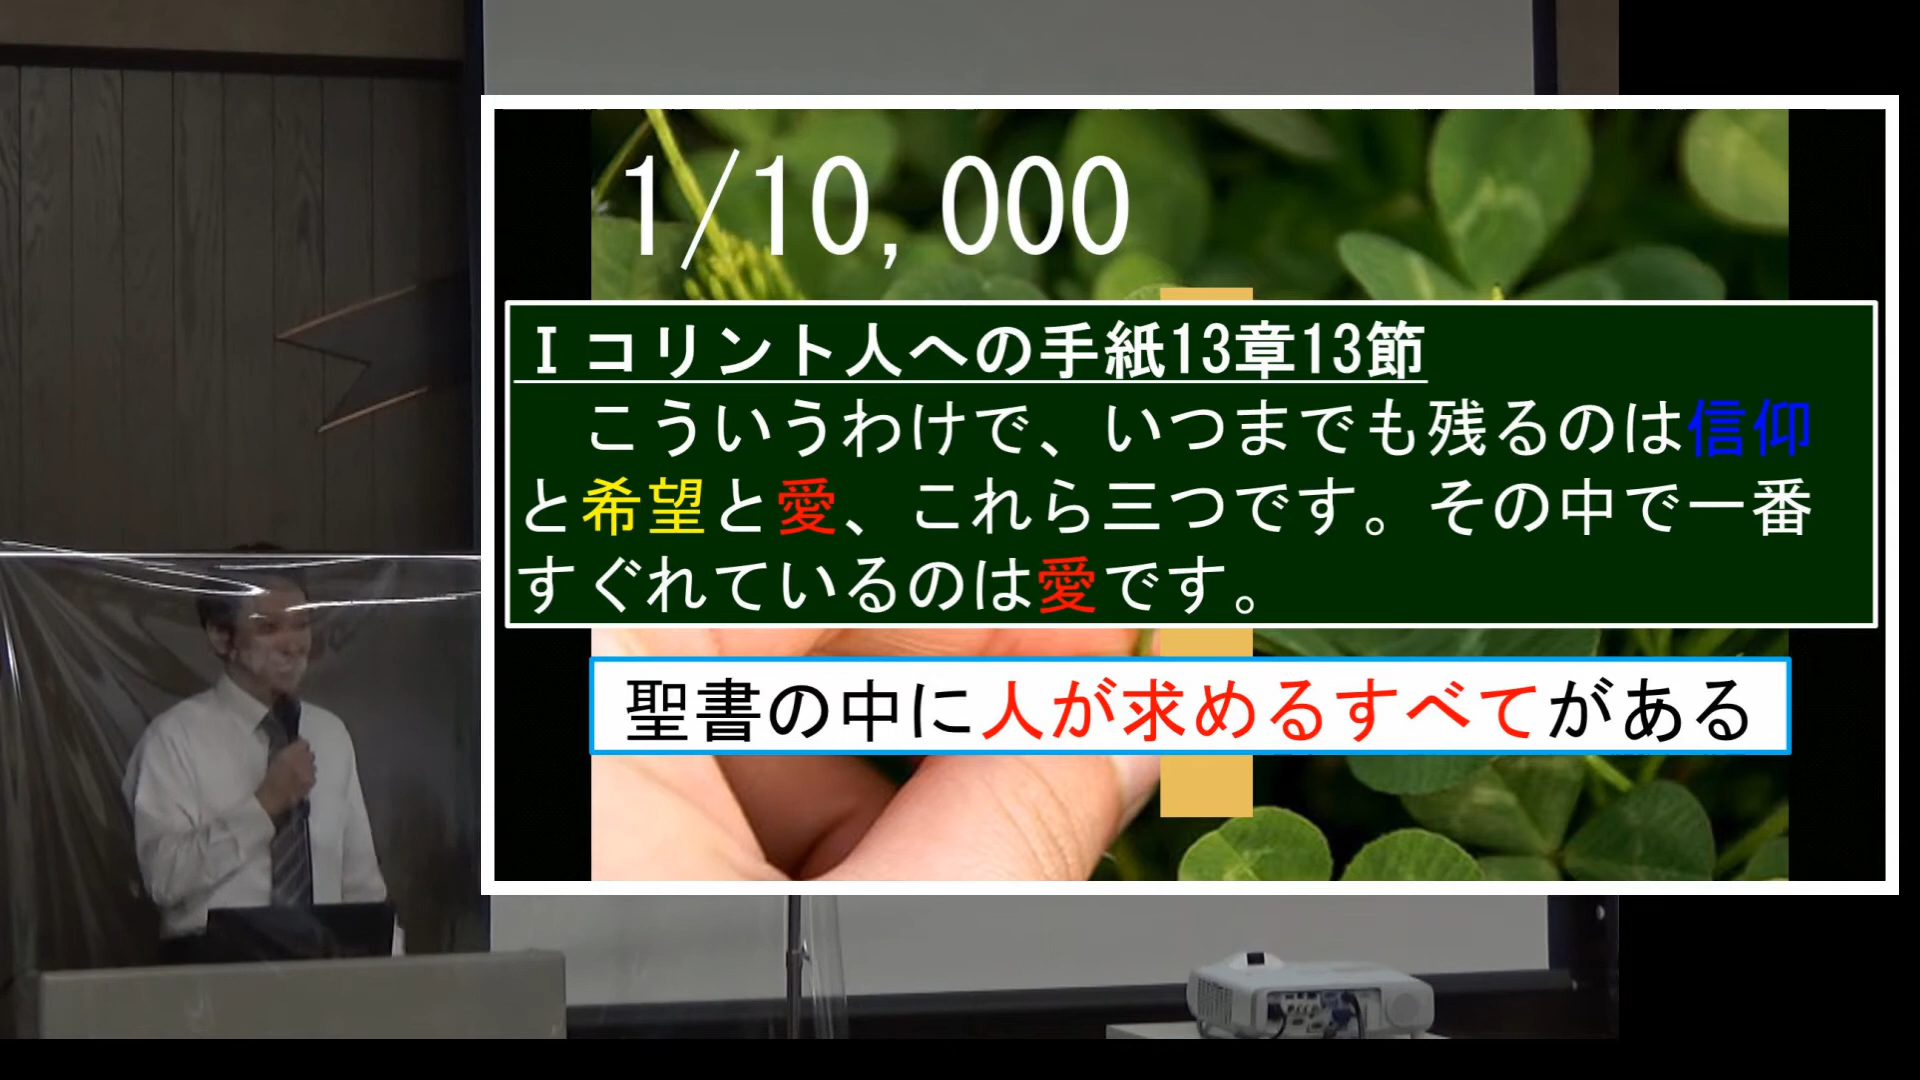 1/10,000
Ⅰコリント人への手紙13章13節
こういうわけで、いつまでも残るのは信仰
と希望と愛、これら三つです。その中で一番
すぐれているのは愛です。
聖書の中に人が求めるすべてがある